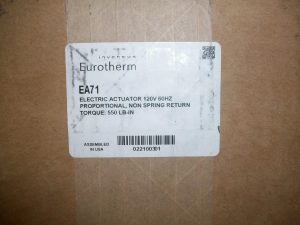 invensys
Eurotherm
EA71
ELECTRIC ACTUATOR 120V 60HZ
PROPORTIONAL, NON SPRING RETURN
TORQUE: 550 LB-IN
ASSEMBLED
IN USA
022100301